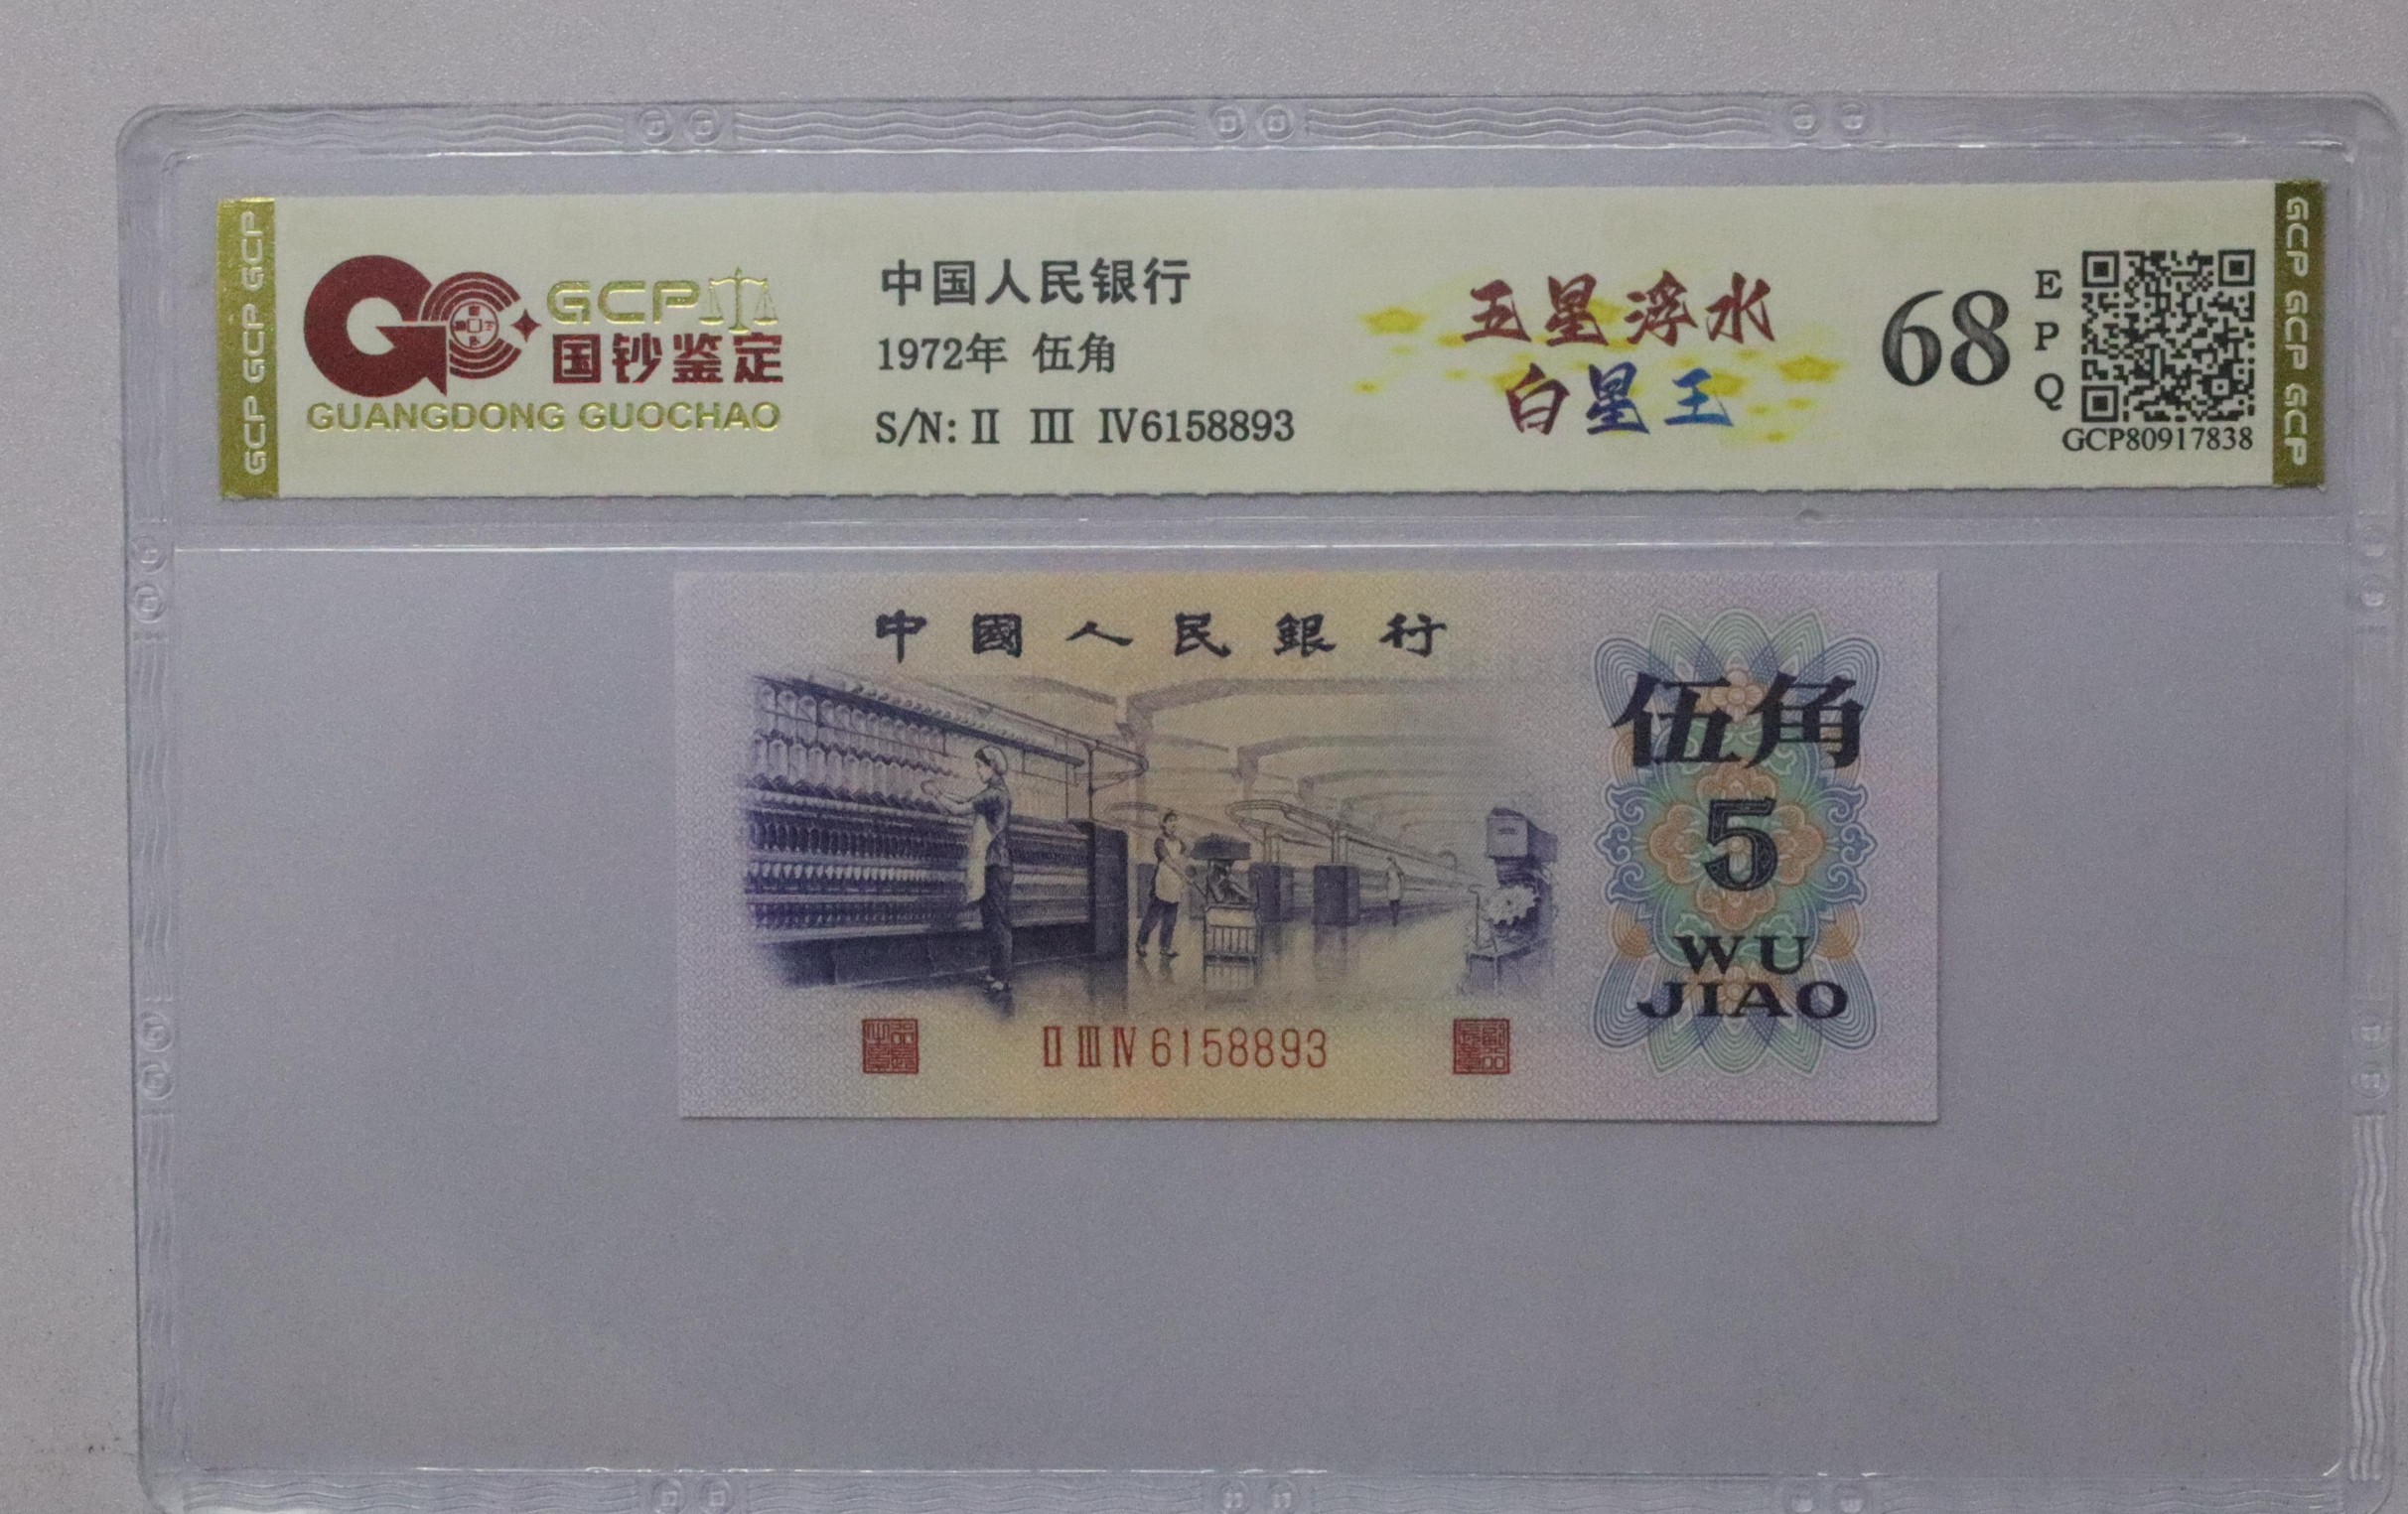 GCP GCP GCP
GCP
国钞鉴定
GUANGDONG GUOCHAO
中国人民银行
1972年 伍角
S/N: II III IV6158893
五星浮水
白星王
68
E
P
Q
GCP80917838
GCP GCP GCP
中國人民銀行
伍角
5
WU
JIAO
II III IV 6158893